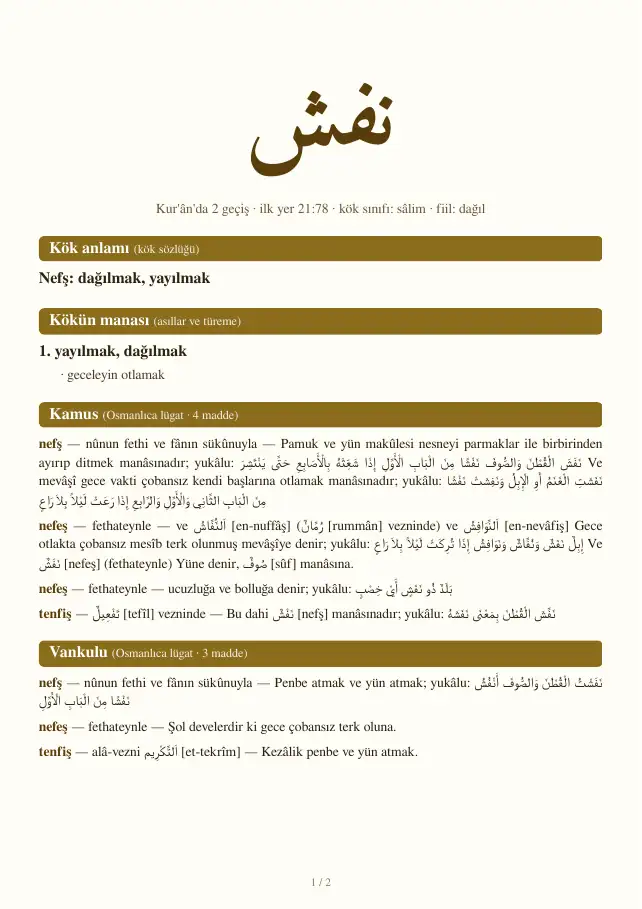 نفش
Kur'ân'da 2 geçiş · ilk yer 21:78 · kök sınıfı: sâlim · fiil: dağıl
Kök anlamı (kök sözlüğü)
Nefş: dağılmak, yayılmak
Kökün manası (asıllar ve türeme)
1. yayılmak, dağılmak
· geceleyin otlamak
Kamus (Osmanlıca lügat · 4 madde)
nefş — nûnun fethi ve fânın sükûnuyla — Pamuk ve yün makûlesi nesneyi parmaklar ile birbirinden
ayırıp ditmek manâsınadır; yukâlu: نَفَشَ الْقُطْنَ وَالصُّوفَ نَفْشًا مِنَ الْبَابِ الْأَوَّلِ إِذَا شَعَّثَهُ بِالْأَصَابِعِ حَتَّى يَنْتَشِرَ Ve
mevâşî gece vakti çobansız kendi başlarına otlamak manâsınadır; yukâlu: نَفَشَتِ الْغَنَمُ أَوِ الْإِبِلُ وَنَفِشَتْ نَفْشًا
مِنَ الْبَابِ الثَّانِي وَالْأَوَّلِ وَالرَّابِعِ إِذَا رَعَتْ لَيْلاً بِلاَ رَاعٍ
nefeş — fethateynle — ve اَلنُّفَّاشُ [en-nuffâş] (رُمَّانٌ [rummân] vezninde) ve اَلنَّوَافِشُ [en-nevâfiş] Gece
otlakta çobansız mesîb terk olunmuş mevâşîye denir; yukâlu: إِبِلٌ نَفَشٌ وَنُفَّاشٌ وَنَوَافِشُ إِذَا تُرِكَتْ لَيْلاً بِلاَ رَاعٍ Ve
نَفَشٌ [nefeş] (fethateynle) Yüne denir, صُوفٌ [sûf] manâsına.
nefeş — fethateynle — ucuzluğa ve bolluğa denir; yukâlu: بَلَدٌ ذُو نَفَشٍ أَيْ خِصْبٍ
tenfiş — تَفْعِيلٌ [tefîl] vezninde — Bu dahi نَفْشٌ [nefş] manâsınadır; yukâlu: نَفَّشَ الْقُطْنَ بِمَعْنَى نَفَشَهُ
Vankulu (Osmanlıca lügat · 3 madde)
nefş — nûnun fethi ve fânın sükûnuyla — Penbe atmak ve yün atmak; yukâlu: نَفَشْتُ الْقُطْنَ وَالصُّوفَ أَنْفُشُ
نَفْشًا مِنَ الْبَابِ الْأَوَّلِ
nefeş — fethateynle — Şol develerdir ki gece çobansız terk oluna.
tenfiş — alâ-vezni اَلتَّكْرِيمِ [et-tekrîm] — Kezâlik penbe ve yün atmak.
1 / 2